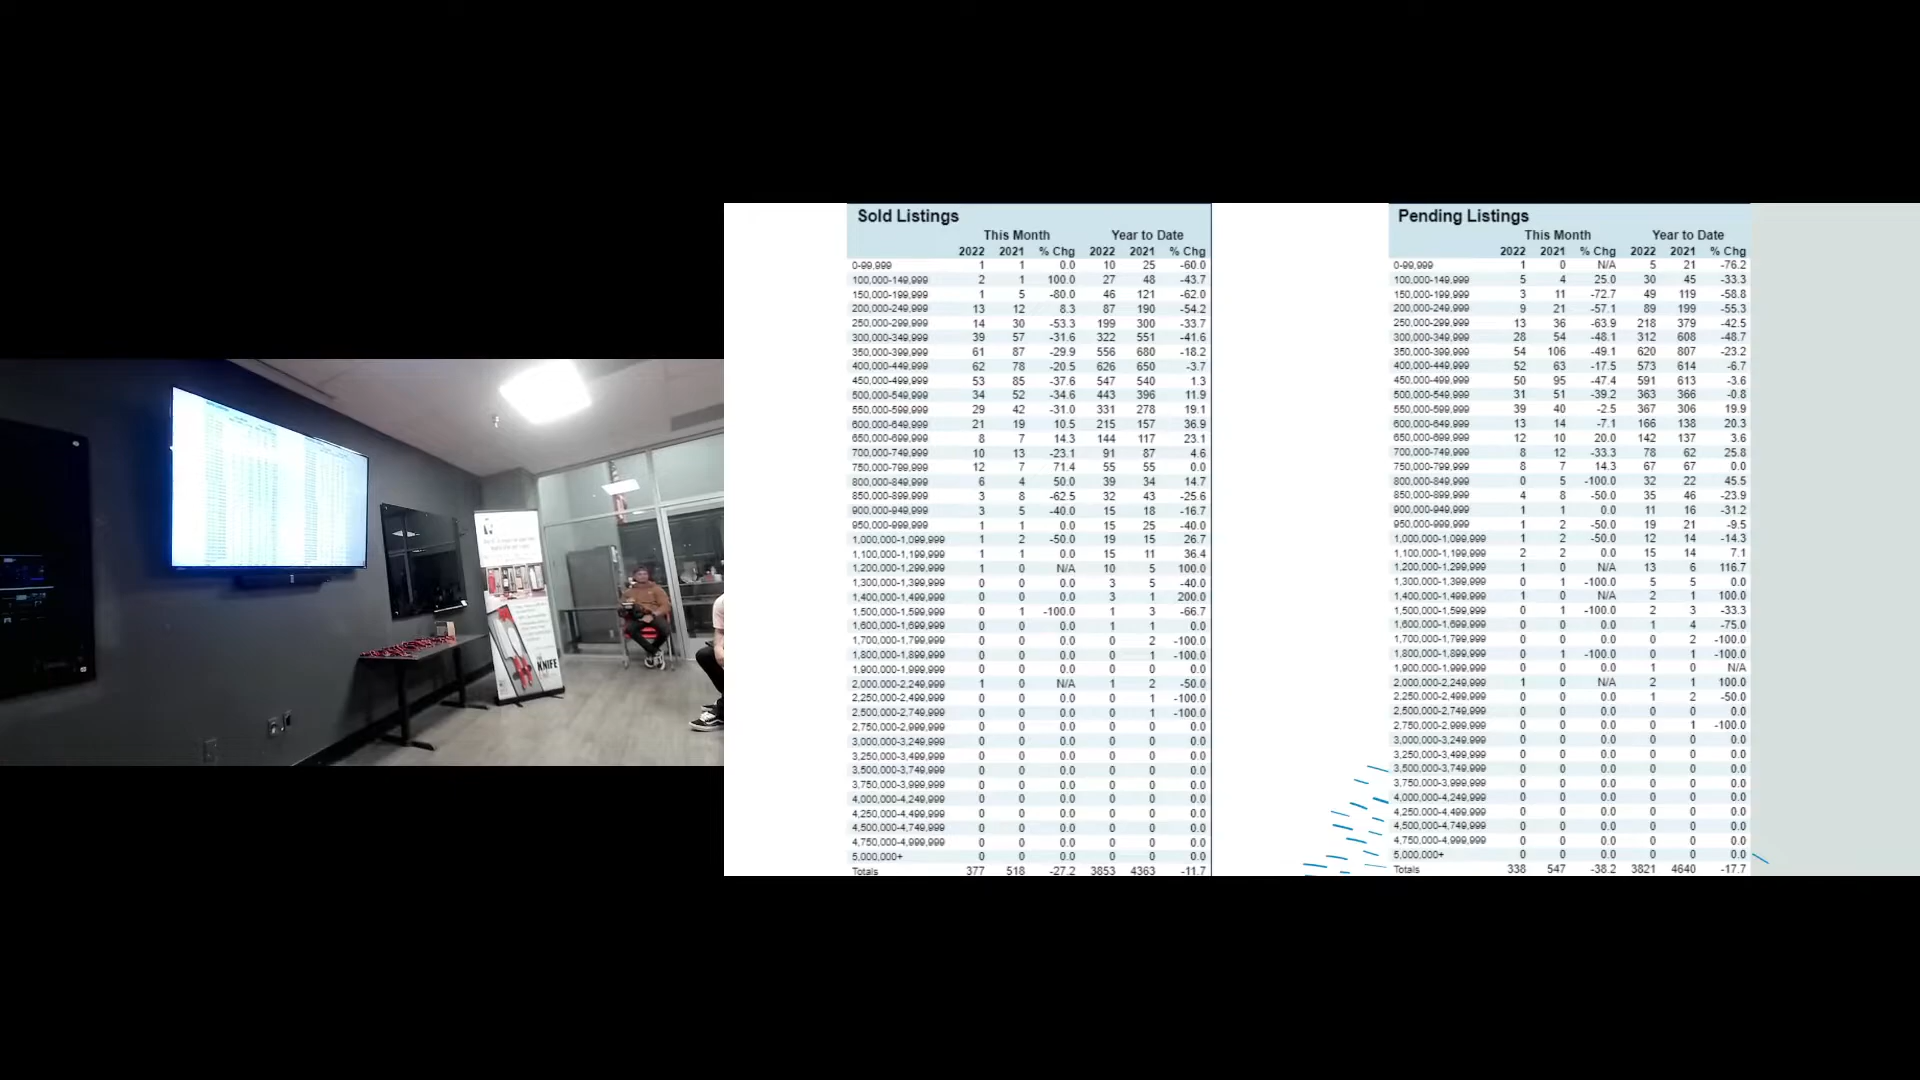 Sold Listings
This Month Year to Date
2022 2021 % Chg 2022 2021 % Chg
0-99,999 1 1 0.0 10 25 -60.0
100,000-149,999 2 1 100.0 27 48 -43.7
150,000-199,999 1 5 -80.0 46 121 -62.0
200,000-249,999 13 12 8.3 87 190 -54.2
250,000-299,999 14 30 -53.3 199 300 -33.7
300,000-349,999 39 57 -31.6 322 551 -41.6
350,000-399,999 61 87 -29.9 556 680 -18.2
400,000-449,999 62 78 -20.5 626 650 -3.7
450,000-499,999 53 85 -37.6 547 540 1.3
500,000-549,999 34 52 -34.6 443 396 11.9
550,000-599,999 29 42 -31.0 331 278 19.1
600,000-649,999 21 19 10.5 215 157 36.9
650,000-699,999 8 7 14.3 144 117 23.1
700,000-749,999 10 13 -23.1 91 87 4.6
750,000-799,999 12 7 71.4 55 55 0.0
800,000-849,999 6 4 50.0 39 34 14.7
850,000-899,999 3 8 -62.5 32 43 -25.6
900,000-949,999 3 5 -40.0 15 18 -16.7
950,000-999,999 1 1 0.0 15 25 -40.0
1,000,000-1,099,999 1 2 -50.0 19 15 26.7
1,100,000-1,199,999 1 1 0.0 15 11 36.4
1,200,000-1,299,999 1 0 N/A 10 5 100.0
1,300,000-1,399,999 0 0 0.0 3 5 -40.0
1,400,000-1,499,999 0 0 0.0 3 1 200.0
1,500,000-1,599,999 0 1 -100.0 1 3 -66.7
1,600,000-1,699,999 0 0 0.0 1 1 0.0
1,700,000-1,799,999 0 0 0.0 0 2 -100.0
1,800,000-1,899,999 0 0 0.0 0 1 -100.0
1,900,000-1,999,999 0 0 0.0 0 0 0.0
2,000,000-2,249,999 1 0 N/A 1 2 -50.0
2,250,000-2,499,999 0 0 0.0 0 1 -100.0
2,500,000-2,749,999 0 0 0.0 0 1 -100.0
2,750,000-2,999,999 0 0 0.0 0 0 0.0
3,000,000-3,249,999 0 0 0.0 0 0 0.0
3,250,000-3,499,999 0 0 0.0 0 0 0.0
3,500,000-3,749,999 0 0 0.0 0 0 0.0
3,750,000-3,999,999 0 0 0.0 0 0 0.0
4,000,000-4,249,999 0 0 0.0 0 0 0.0
4,250,000-4,499,999 0 0 0.0 0 0 0.0
4,500,000-4,749,999 0 0 0.0 0 0 0.0
4,750,000-4,999,999 0 0 0.0 0 0 0.0
5,000,000+ 0 0 0.0 0 0 0.0
Totals 377 518 -27.2 3853 4363 -11.7
Pending Listings
This Month Year to Date
2022 2021 % Chg 2022 2021 % Chg
0-99,999 1 0 N/A 5 21 -76.2
100,000-149,999 5 4 25.0 30 45 -33.3
150,000-199,999 3 11 -72.7 49 119 -58.8
200,000-249,999 9 21 -57.1 89 199 -55.3
250,000-299,999 13 36 -63.9 218 379 -42.5
300,000-349,999 28 54 -48.1 312 608 -48.7
350,000-399,999 54 106 -49.1 620 807 -23.2
400,000-449,999 52 63 -17.5 573 614 -6.7
450,000-499,999 50 95 -47.4 591 613 -3.6
500,000-549,999 31 51 -39.2 363 366 -0.8
550,000-599,999 39 40 -2.5 367 306 19.9
600,000-649,999 13 14 -7.1 166 138 20.3
650,000-699,999 12 10 20.0 142 137 3.6
700,000-749,999 8 12 -33.3 78 62 25.8
750,000-799,999 8 7 14.3 67 67 0.0
800,000-849,999 0 5 -100.0 32 22 45.5
850,000-899,999 4 8 -50.0 35 46 -23.9
900,000-949,999 1 1 0.0 11 16 -31.2
950,000-999,999 1 2 -50.0 19 21 -9.5
1,000,000-1,099,999 1 2 -50.0 12 14 -14.3
1,100,000-1,199,999 2 2 0.0 15 14 7.1
1,200,000-1,299,999 1 0 N/A 13 6 116.7
1,300,000-1,399,999 0 1 -100.0 5 5 0.0
1,400,000-1,499,999 1 0 N/A 2 1 100.0
1,500,000-1,599,999 0 1 -100.0 2 3 -33.3
1,600,000-1,699,999 0 0 0.0 1 4 -75.0
1,700,000-1,799,999 0 0 0.0 0 2 -100.0
1,800,000-1,899,999 0 1 -100.0 0 1 -100.0
1,900,000-1,999,999 0 0 0.0 1 0 N/A
2,000,000-2,249,999 1 0 N/A 2 1 100.0
2,250,000-2,499,999 0 0 0.0 1 2 -50.0
2,500,000-2,749,999 0 0 0.0 0 0 0.0
2,750,000-2,999,999 0 0 0.0 0 1 -100.0
3,000,000-3,249,999 0 0 0.0 0 0 0.0
3,250,000-3,499,999 0 0 0.0 0 0 0.0
3,500,000-3,749,999 0 0 0.0 0 0 0.0
3,750,000-3,999,999 0 0 0.0 0 0 0.0
4,000,000-4,249,999 0 0 0.0 0 0 0.0
4,250,000-4,499,999 0 0 0.0 0 0 0.0
4,500,000-4,749,999 0 0 0.0 0 0 0.0
4,750,000-4,999,999 0 0 0.0 0 0 0.0
5,000,000+ 0 0 0.0 0 0 0.0
Totals 338 547 -38.2 3821 4640 -17.7
KNIFE